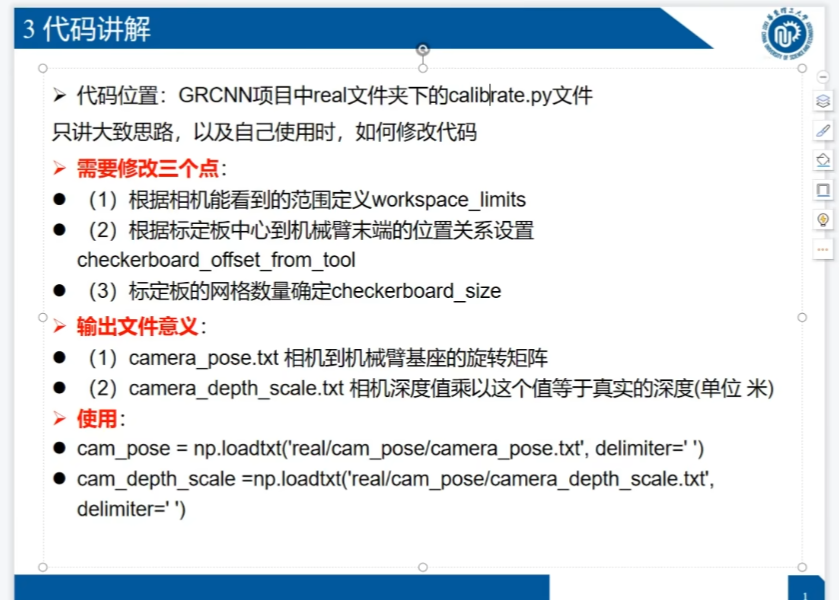 3 代码讲解
➢ 代码位置：GRCNN项目中real文件夹下的calibrate.py文件
只讲大致思路，以及自己使用时，如何修改代码
➢ 需要修改三个点：
● （1）根据相机能看到的范围定义workspace_limits
● （2）根据标定板中心到机械臂末端的位置关系设置
checkerboard_offset_from_tool
● （3）标定板的网格数量确定checkerboard_size
➢ 输出文件意义：
● （1）camera_pose.txt 相机到机械臂基座的旋转矩阵
● （2）camera_depth_scale.txt 相机深度值乘以这个值等于真实的深度(单位 米)
➢ 使用：
● cam_pose = np.loadtxt('real/cam_pose/camera_pose.txt', delimiter=' ')
● cam_depth_scale =np.loadtxt('real/cam_pose/camera_depth_scale.txt',
delimiter=' ')
1